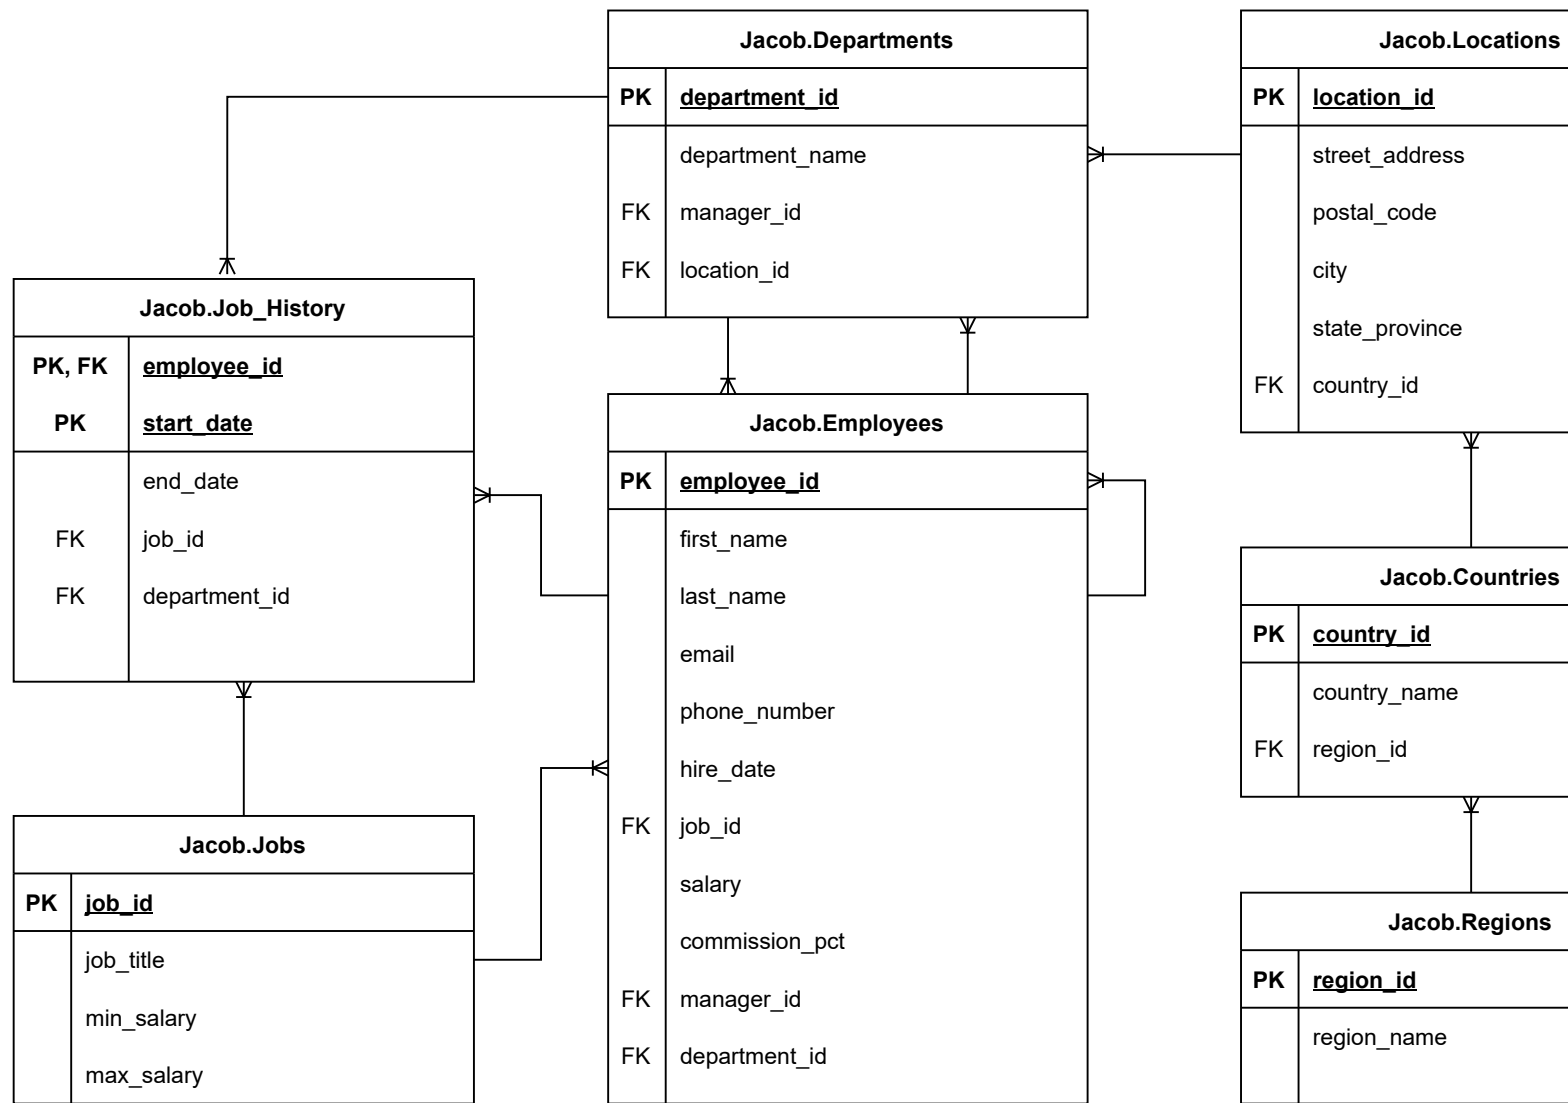 Jacob.Departments
PK department_id
department_name
FK manager_id
FK location_id
Jacob.Locations
PK location_id
street_address
postal_code
city
state_province
FK country_id
Jacob.Job_History
PK, FK employee_id
PK start_date
end_date
FK job_id
FK department_id
Jacob.Employees
PK employee_id
first_name
last_name
email
phone_number
hire_date
FK job_id
salary
commission_pct
FK manager_id
FK department_id
Jacob.Countries
PK country_id
country_name
FK region_id
Jacob.Jobs
PK job_id
job_title
min_salary
max_salary
Jacob.Regions
PK region_id
region_name